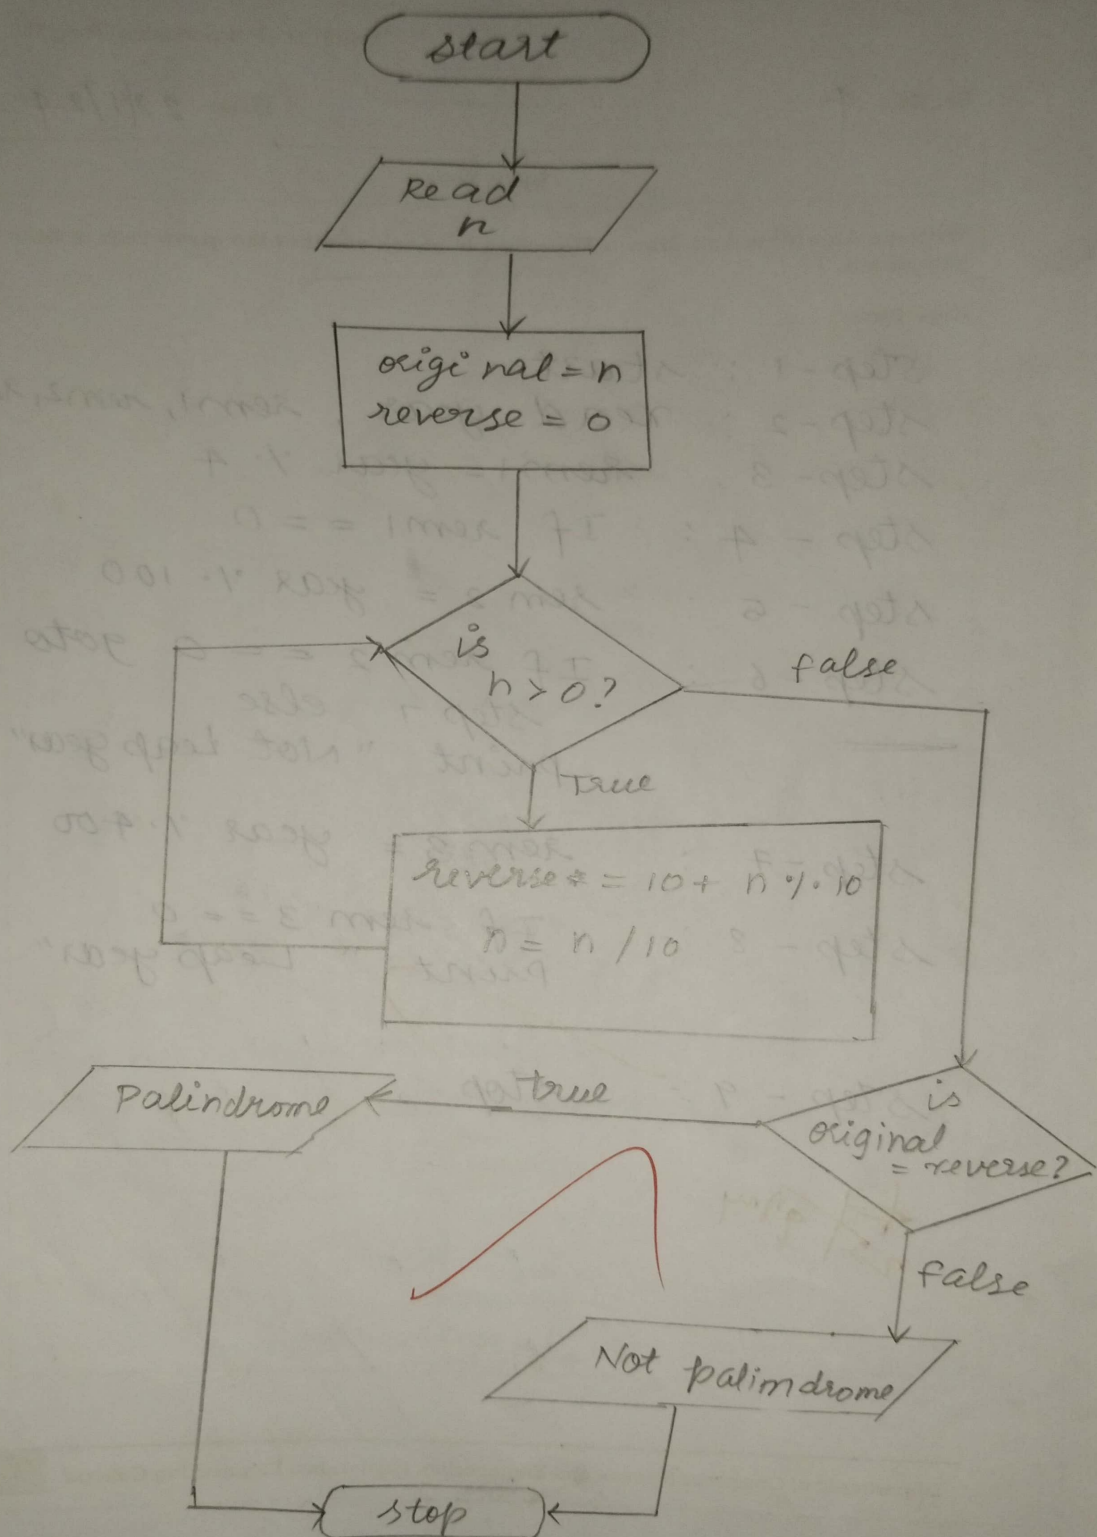 start
Read
n
original = n
reverse = 0
is
n > 0?
false
True
reverse * = 10 + n % 10
n = n / 10
true
Palindrome
is
original
= reverse?
false
Not palindrome
stop